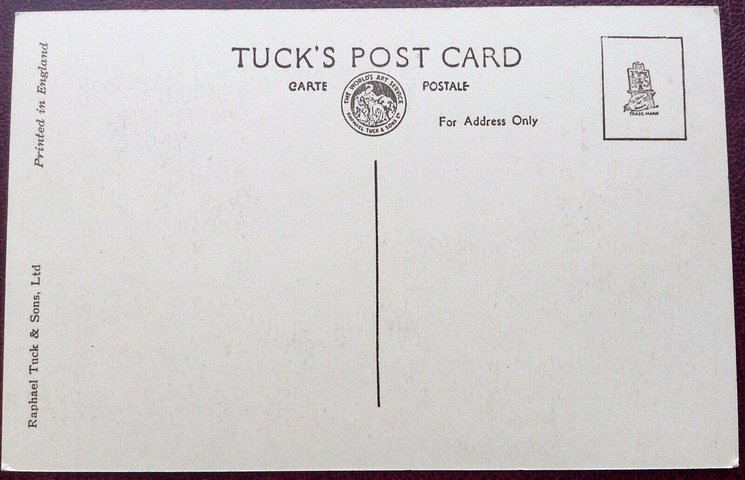 TUCK'S POST CARD
CARTE POSTALE
THE WORLD'S ART SERVICE
RAPHAEL TUCK & SONS LD
For Address Only
TRADE MARK
Printed in England
Raphael Tuck & Sons, Ltd